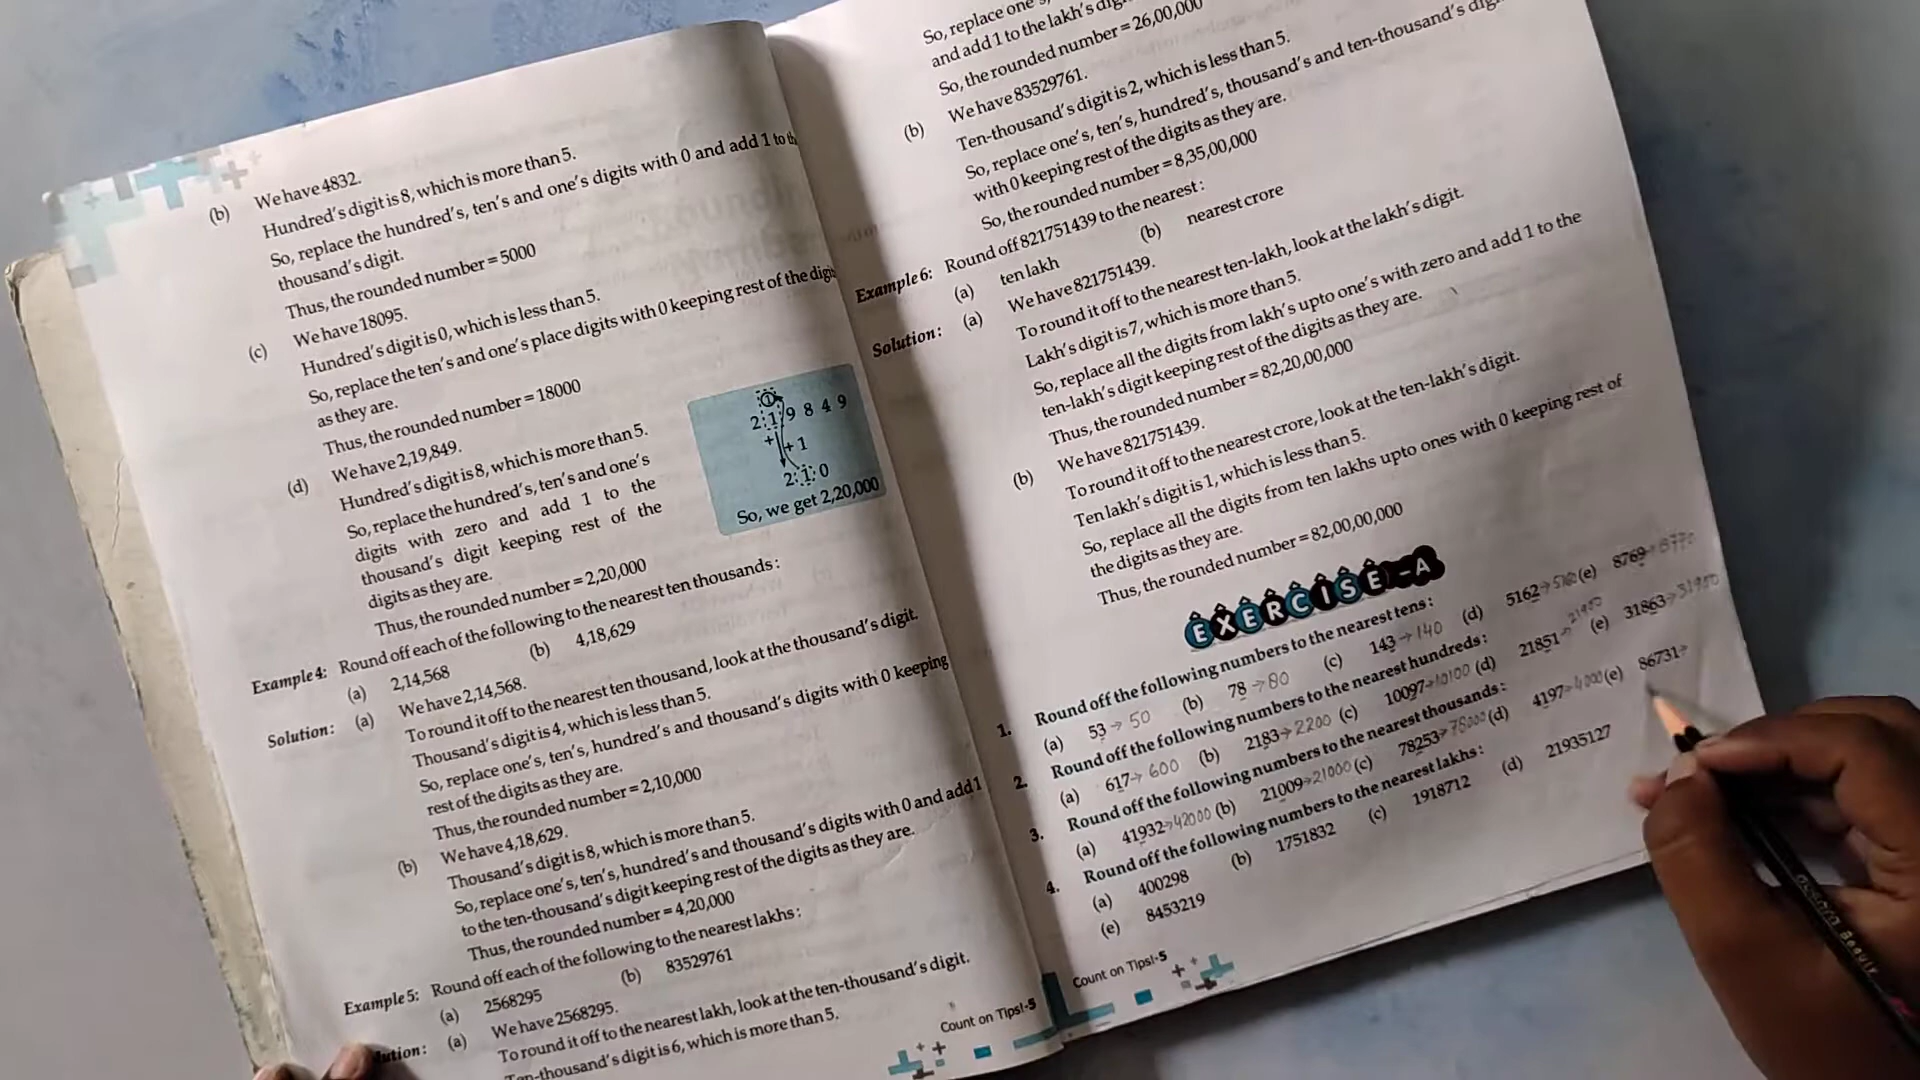 (b) We have 4832.
Hundred's digit is 8, which is more than 5.
So, replace the hundred's, ten's and one's digits with 0 and add 1 to the
thousand's digit.
Thus, the rounded number = 5000
(c) We have 18095.
Hundred's digit is 0, which is less than 5.
So, replace the ten's and one's place digits with 0 keeping rest of the digits
as they are.
Thus, the rounded number = 18000
(d) We have 2,19,849.
Hundred's digit is 8, which is more than 5.
So, replace the hundred's, ten's and one's
digits with zero and add 1 to the
thousand's digit keeping rest of the
digits as they are.
Thus, the rounded number = 2,20,000
1
2 1 9 8 4 9
+ + 1
2 1 0
So, we get 2,20,000
Example 4: Round off each of the following to the nearest ten thousands :
(a) 2,14,568 (b) 4,18,629
Solution : (a) We have 2,14,568.
To round it off to the nearest ten thousand, look at the thousand's digit.
Thousand's digit is 4, which is less than 5.
So, replace one's, ten's, hundred's and thousand's digits with 0 keeping
rest of the digits as they are.
Thus, the rounded number = 2,10,000
(b) We have 4,18,629.
Thousand's digit is 8, which is more than 5.
So, replace one's, ten's, hundred's and thousand's digits with 0 and add 1
to the ten-thousand's digit keeping rest of the digits as they are.
Thus, the rounded number = 4,20,000
Example 5: Round off each of the following to the nearest lakhs :
(a) 2568295 (b) 83529761
ution : (a) We have 2568295.
To round it off to the nearest lakh, look at the ten-thousand's digit.
Ten-thousand's digit is 6, which is more than 5.
Count on Tips!-5
So, replace one's,
and add 1 to the lakh's
So, the rounded number = 26,00,000
(b) We have 83529761.
Ten-thousand's digit is 2, which is less than 5.
So, replace one's, ten's, hundred's, thousand's and ten-thousand's
with 0 keeping rest of the digits as they are.
So, the rounded number = 8,35,00,000
Example 6: Round off 821751439 to the nearest :
(a) ten lakh (b) nearest crore
Solution : (a) We have 821751439.
To round it off to the nearest ten-lakh, look at the lakh's digit.
Lakh's digit is 7, which is more than 5.
So, replace all the digits from lakh's upto one's with zero and add 1 to the
ten-lakh's digit keeping rest of the digits as they are.
Thus, the rounded number = 82,20,00,000
(b) We have 821751439.
To round it off to the nearest crore, look at the ten-lakh's digit.
Ten lakh's digit is 1, which is less than 5.
So, replace all the digits from ten lakhs upto ones with 0 keeping rest of
the digits as they are.
Thus, the rounded number = 82,00,00,000
EXERCISE-A
1. Round off the following numbers to the nearest tens :
(a) 53 → 50 (b) 78 → 80 (c) 143 → 140 (d) 5162 → 5160 (e) 8769 → 8770
2. Round off the following numbers to the nearest hundreds :
(a) 617 → 600 (b) 2183 → 2200 (c) 10097 → 10100 (d) 21851 → 21900 (e) 31863 → 31900
3. Round off the following numbers to the nearest thousands :
(a) 41932 → 42000 (b) 21009 → 21000 (c) 78253 → 78000 (d) 4197 → 4000 (e) 86731 →
4. Round off the following numbers to the nearest lakhs :
(a) 400298 (b) 1751832 (c) 1918712 (d) 21935127
(e) 8453219
Count on Tips!-5